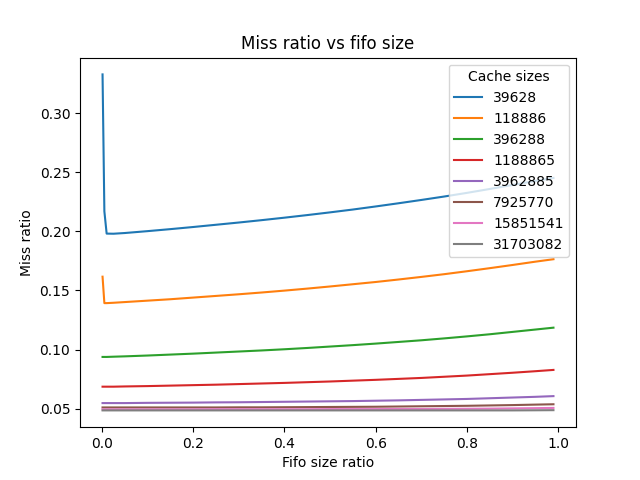 Miss ratio vs fifo size
Cache sizes
39628
118886
396288
1188865
3962885
7925770
15851541
31703082
0.30
0.25
0.20
0.15
0.10
0.05
Miss ratio
0.0 0.2 0.4 0.6 0.8 1.0
Fifo size ratio